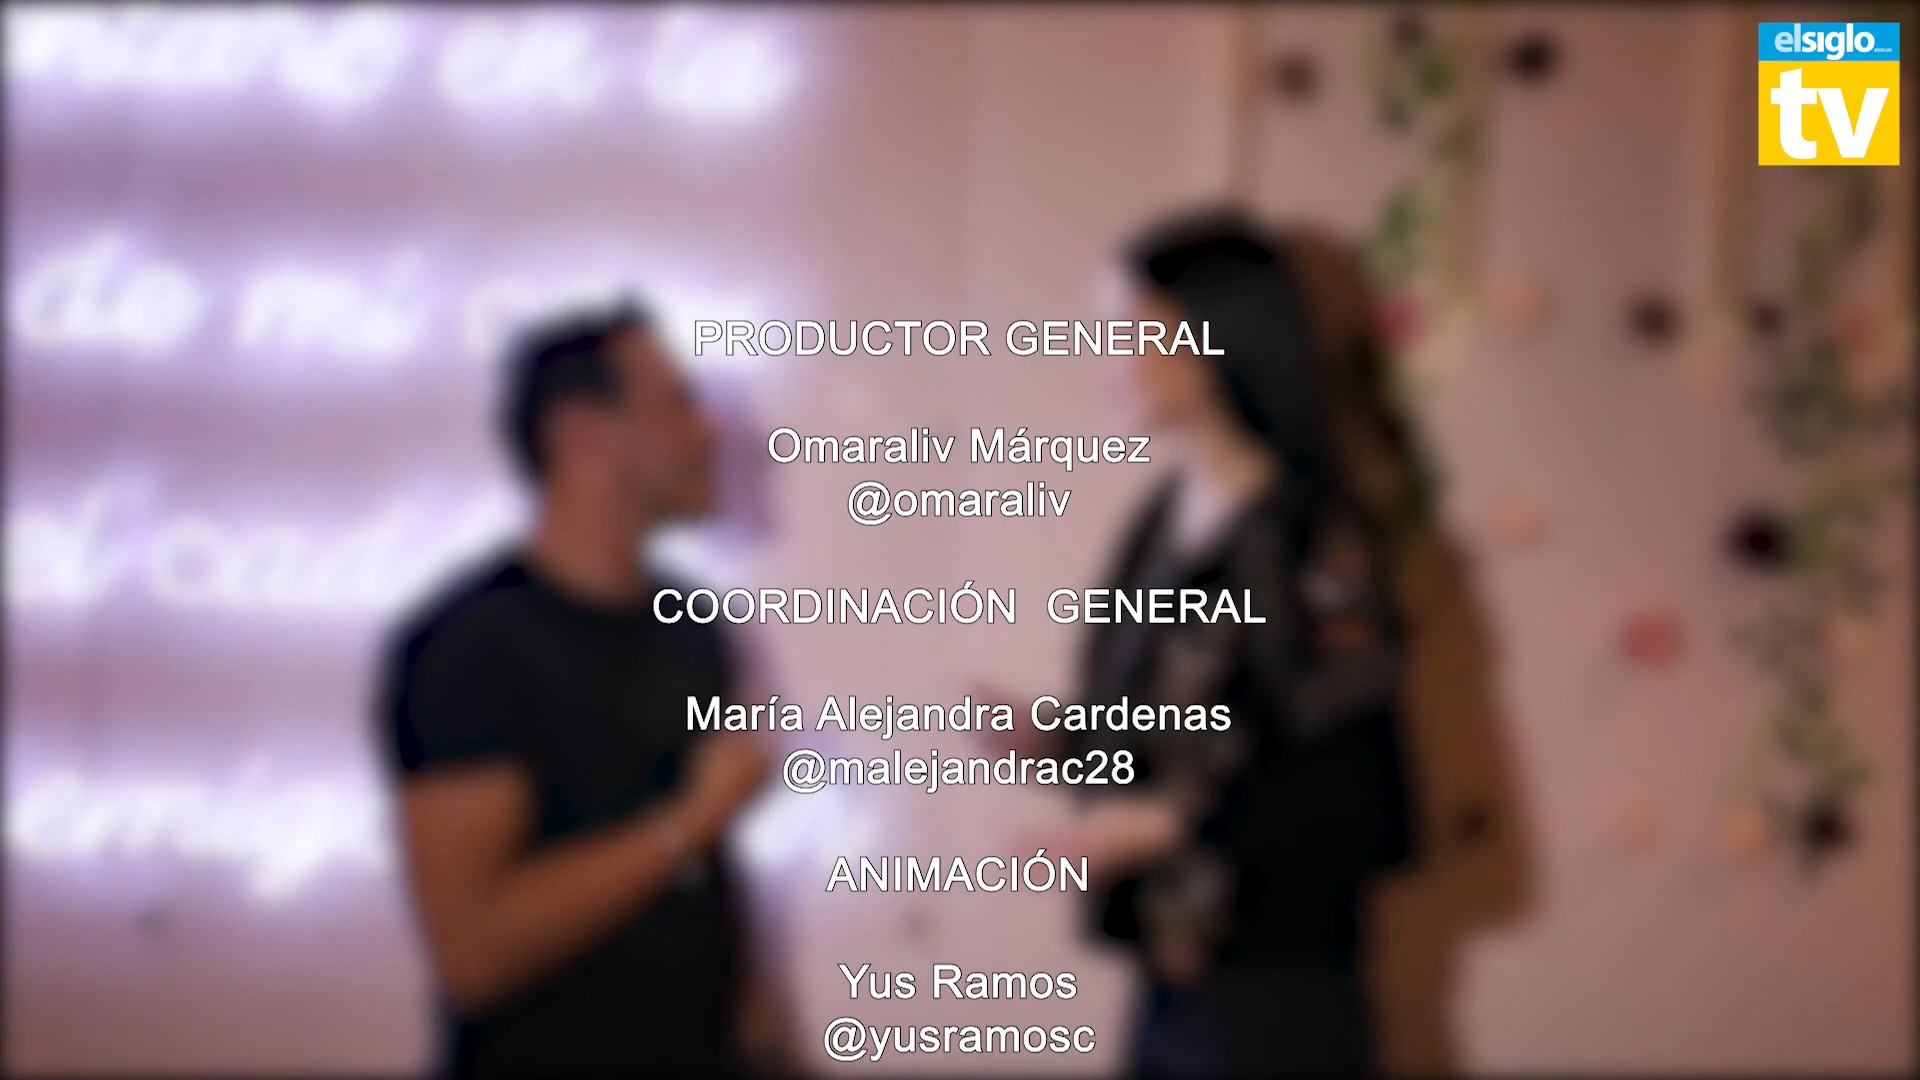 elsiglo
tv
PRODUCTOR GENERAL
Omaraliv Márquez
@omaraliv
COORDINACIÓN  GENERAL
María Alejandra Cardenas
@malejandrac28
ANIMACIÓN
Yus Ramos
@yusramosc